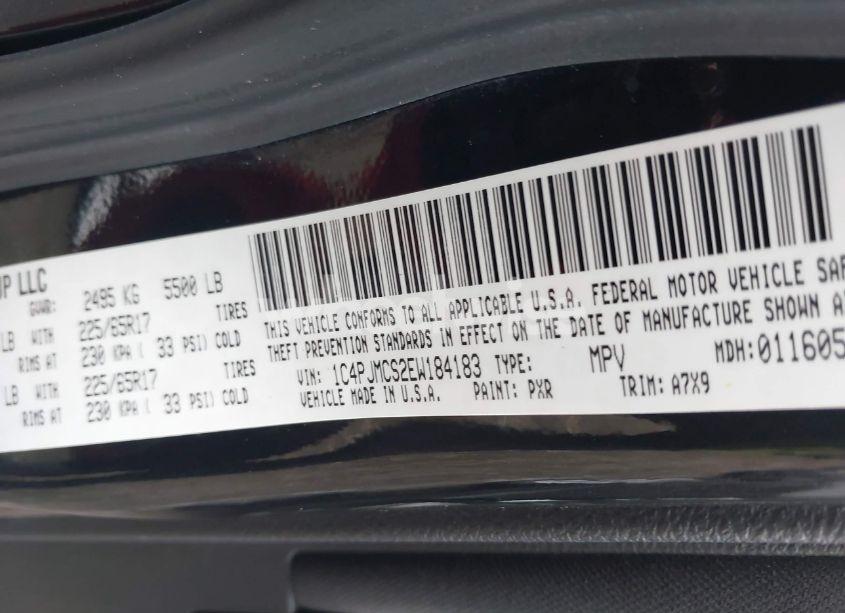 UP LLC
GVWR: 2495 KG 5500 LB
LB WITH 225/65R17 TIRES
RIMS AT 230 KPA ( 33 PSI) COLD
LB WITH 225/65R17 TIRES
RIMS AT 230 KPA ( 33 PSI) COLD
THIS VEHICLE CONFORMS TO ALL APPLICABLE U.S.A. FEDERAL MOTOR VEHICLE SAF
THEFT PREVENTION STANDARDS IN EFFECT ON THE DATE OF MANUFACTURE SHOWN A
VIN: 1C4PJMCS2EW184183 TYPE: MPV MDH: 011605
VEHICLE MADE IN U.S.A. PAINT: PXR TRIM: A7X9